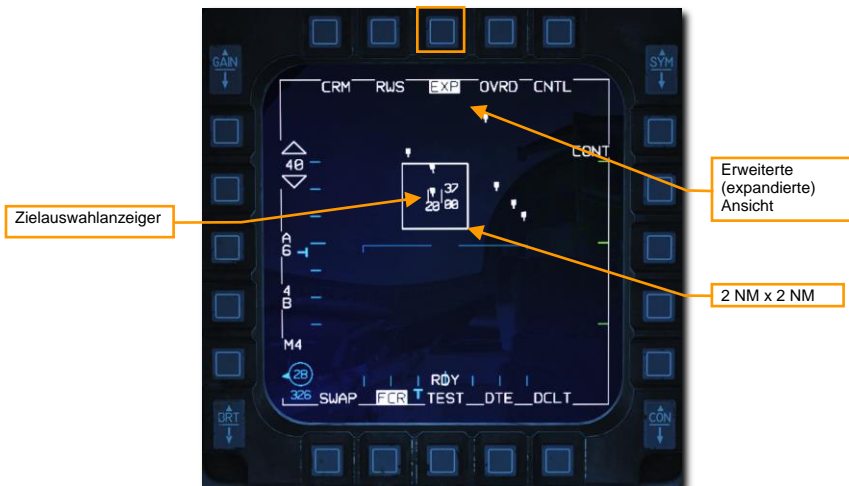 GAIN
SYM
CRM RWS EXP OVRD CNTL
CONT
40
37
20 00
A
6
4
B
M4
28
326
RDY
SWAP FCR T TEST DTE DCLT
BRT
CON
Zielauswahlanzeiger
Erweiterte
(expandierte)
Ansicht
2 NM x 2 NM